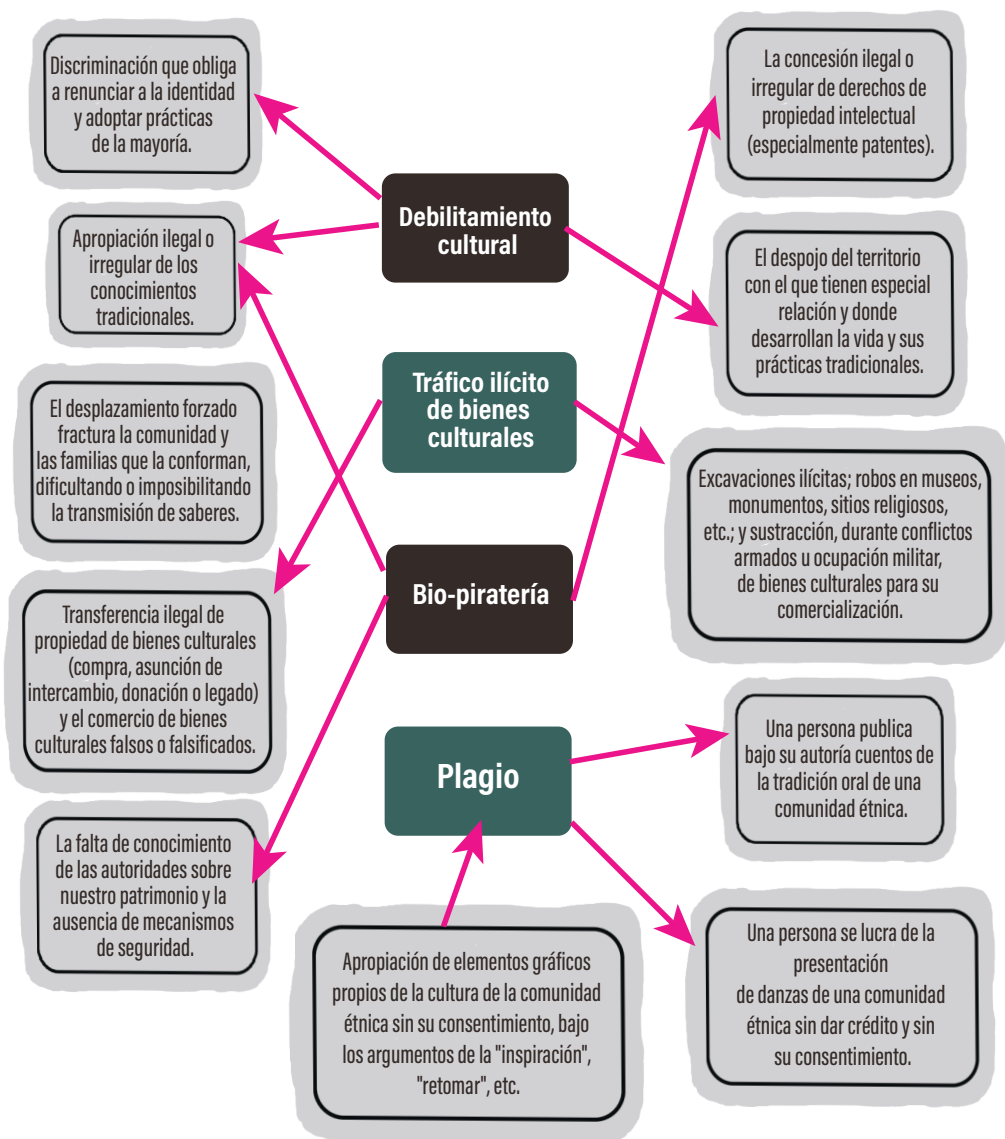 Discriminación que obliga
a renunciar a la identidad
y adoptar prácticas
de la mayoría.
Apropiación ilegal o
irregular de los
conocimientos
tradicionales.
El desplazamiento forzado
fractura la comunidad y
las familias que la conforman,
dificultando o imposibilitando
la transmisión de saberes.
Transferencia ilegal de
propiedad de bienes culturales
(compra, asunción de
intercambio, donación o legado)
y el comercio de bienes
culturales falsos o falsificados.
La falta de conocimiento
de las autoridades sobre
nuestro patrimonio y la
ausencia de mecanismos
de seguridad.
Debilitamiento
cultural
Tráfico ilícito
de bienes
culturales
Bio-piratería
Plagio
Apropiación de elementos gráficos
propios de la cultura de la comunidad
étnica sin su consentimiento, bajo
los argumentos de la "inspiración",
"retomar", etc.
La concesión ilegal o
irregular de derechos de
propiedad intelectual
(especialmente patentes).
El despojo del territorio
con el que tienen especial
relación y donde
desarrollan la vida y sus
prácticas tradicionales.
Excavaciones ilícitas; robos en museos,
monumentos, sitios religiosos,
etc.; y sustracción, durante conflictos
armados u ocupación militar,
de bienes culturales para su
comercialización.
Una persona publica
bajo su autoría cuentos de
la tradición oral de una
comunidad étnica.
Una persona se lucra de la
presentación
de danzas de una comunidad
étnica sin dar crédito y sin
su consentimiento.